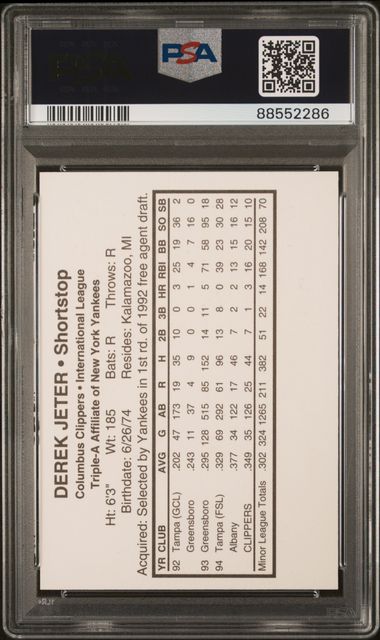 PSA
88552286
DEREK JETER • Shortstop
Columbus Clippers • International League
Triple-A Affiliate of New York Yankees
Ht: 6'3" Wt: 185 Bats: R Throws: R
Birthdate: 6/26/74 Resides: Kalamazoo, MI
Acquired: Selected by Yankees in 1st rd. of 1992 free agent draft.
YR CLUB AVG G AB R H 2B 3B HR RBI BB SO SB
92 Tampa (GCL) .202 47 173 19 35 10 0 3 25 19 36 2
Greensboro .243 11 37 4 9 0 0 1 4 7 16 0
93 Greensboro .295 128 515 85 152 14 11 5 71 58 95 18
94 Tampa (FSL) .329 69 292 61 96 13 8 0 39 23 30 28
Albany .377 34 122 17 46 7 2 2 13 15 16 12
CLIPPERS .349 35 126 25 44 7 1 3 16 20 15 10
Minor League Totals .302 324 1265 211 382 51 22 14 168 142 208 70